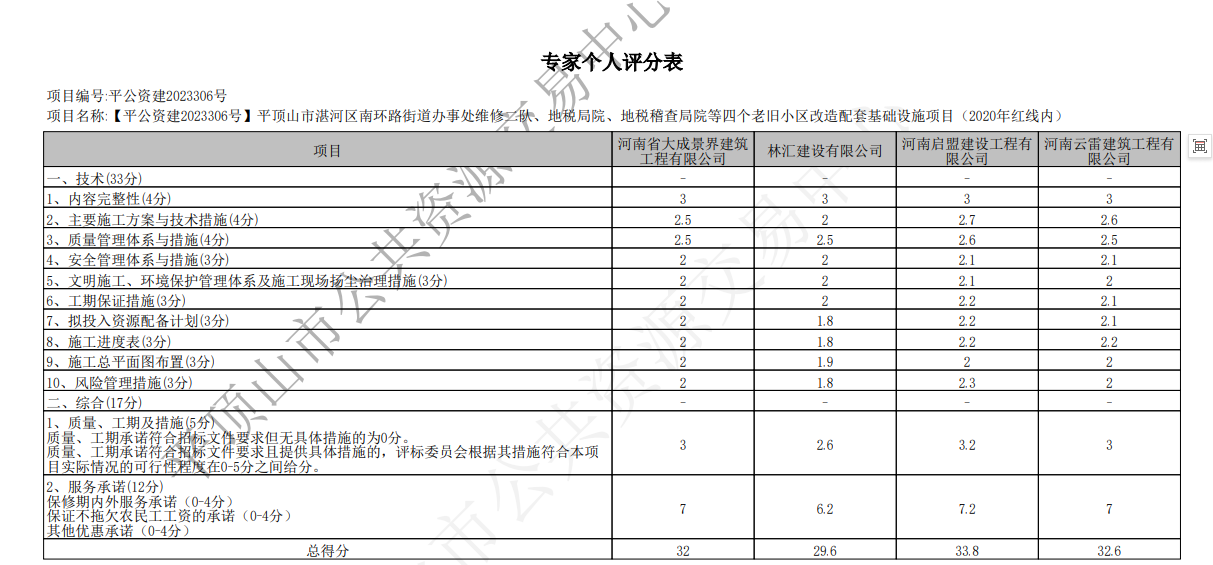 专家个人评分表
项目编号:平公资建2023306号
项目名称:【平公资建2023306号】平顶山市湛河区南环路街道办事处维修二队、地税局院、地税稽查局院等四个老旧小区改造配套基础设施项目（2020年红线内）
项目 河南省大成景界建筑工程有限公司 林汇建设有限公司 河南启盟建设工程有限公司 河南云雷建筑工程有限公司
一、技术(33分) - - - -
1、内容完整性(4分) 3 3 3 3
2、主要施工方案与技术措施(4分) 2.5 2 2.7 2.6
3、质量管理体系与措施(4分) 2.5 2.5 2.6 2.5
4、安全管理体系与措施(3分) 2 2 2.1 2.1
5、文明施工、环境保护管理体系及施工现场扬尘治理措施(3分) 2 2 2.1 2
6、工期保证措施(3分) 2 2 2.2 2.1
7、拟投入资源配备计划(3分) 2 1.8 2.2 2.1
8、施工进度表(3分) 2 1.8 2.2 2.2
9、施工总平面图布置(3分) 2 1.9 2 2
10、风险管理措施(3分) 2 1.8 2.3 2
二、综合(17分) - - - -
1、质量、工期及措施(5分)
质量、工期承诺符合招标文件要求但无具体措施的为0分。
质量、工期承诺符合招标文件要求且提供具体措施的，评标委员会根据其措施符合本项
目实际情况的可行性程度在0-5分之间给分。
3 2.6 3.2 3
2、服务承诺(12分)
保修期内外服务承诺（0-4分）
保证不拖欠农民工工资的承诺（0-4分）
其他优惠承诺（0-4分）
7 6.2 7.2 7
总得分 32 29.6 33.8 32.6
平顶山市公共资源交易中心
市公共资源交易中